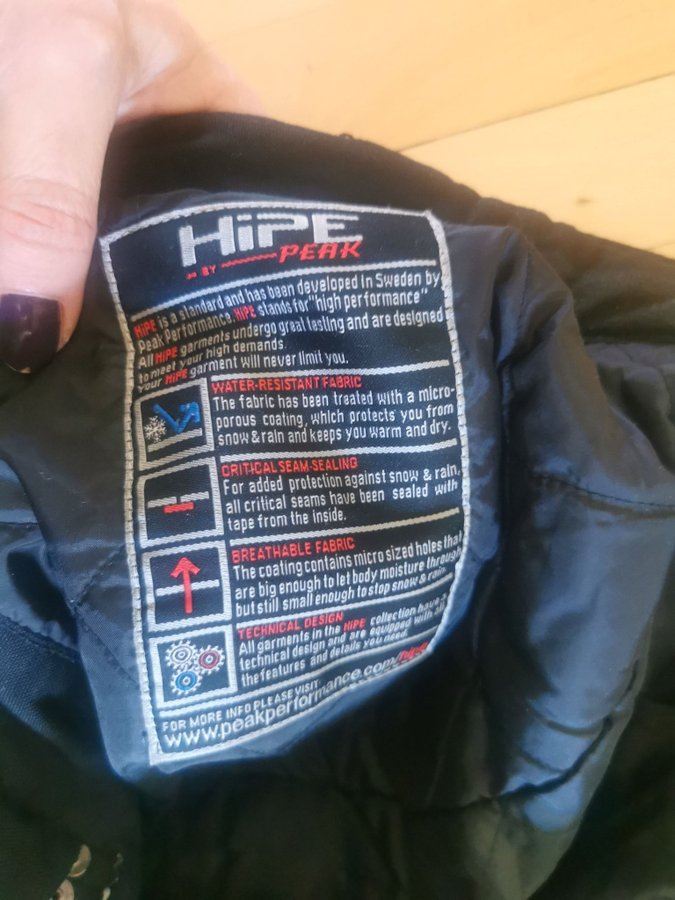 HiPE
BY PEAK
HiPE is a standard and has been developed in Sweden by
Peak Performance. HiPE stands for "high performance"
All HiPE garments undergo great testing and are designed
to meet your high demands.
your HiPE garment will never limit you.
WATER-RESISTANT FABRIC
The fabric has been treated with a micro-
porous coating, which protects you from
snow & rain and keeps you warm and dry.
CRITICAL SEAM-SEALING
For added protection against snow & rain,
all critical seams have been sealed with
tape from the inside.
BREATHABLE FABRIC
The coating contains micro sized holes that
are big enough to let body moisture through
but still small enough to stop snow & rain.
TECHNICAL DESIGN
All garments in the HiPE collection have a
technical design and are equipped with all
the features and details you need.
FOR MORE INFO PLEASE VISIT:
www.peakperformance.com/hipe